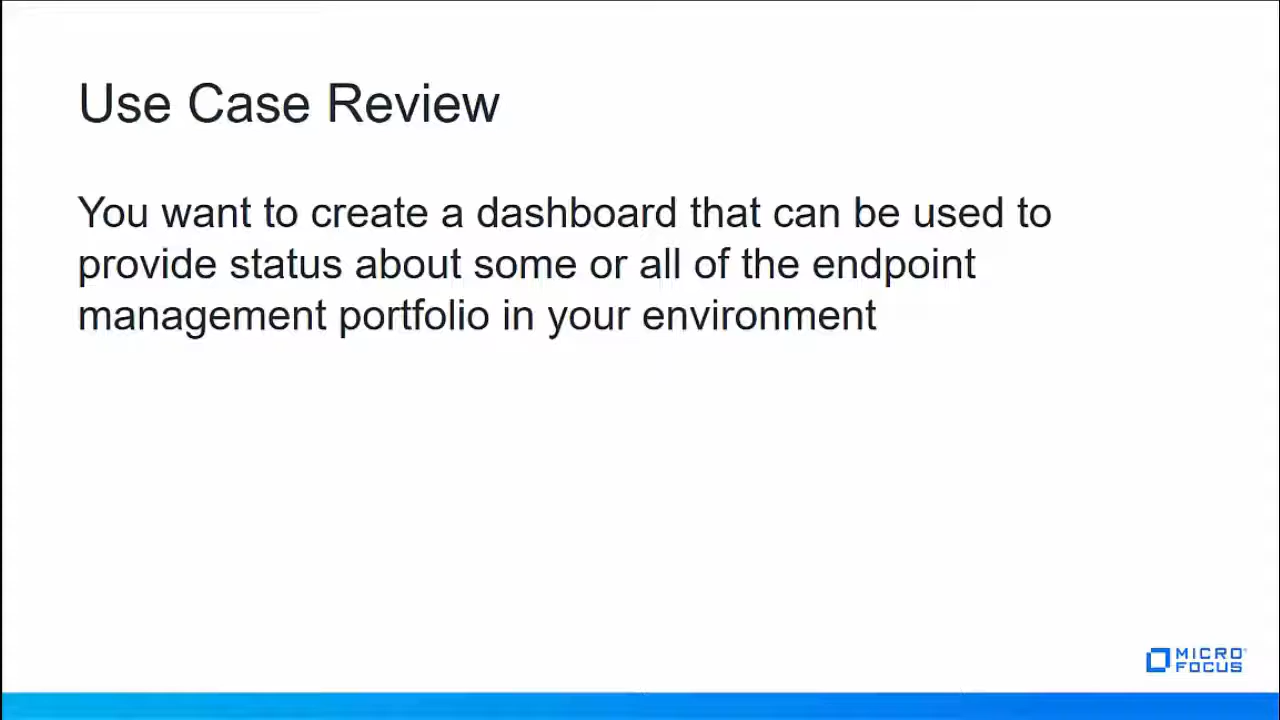 Use Case Review
You want to create a dashboard that can be used to
provide status about some or all of the endpoint
management portfolio in your environment
MICRO
FOCUS